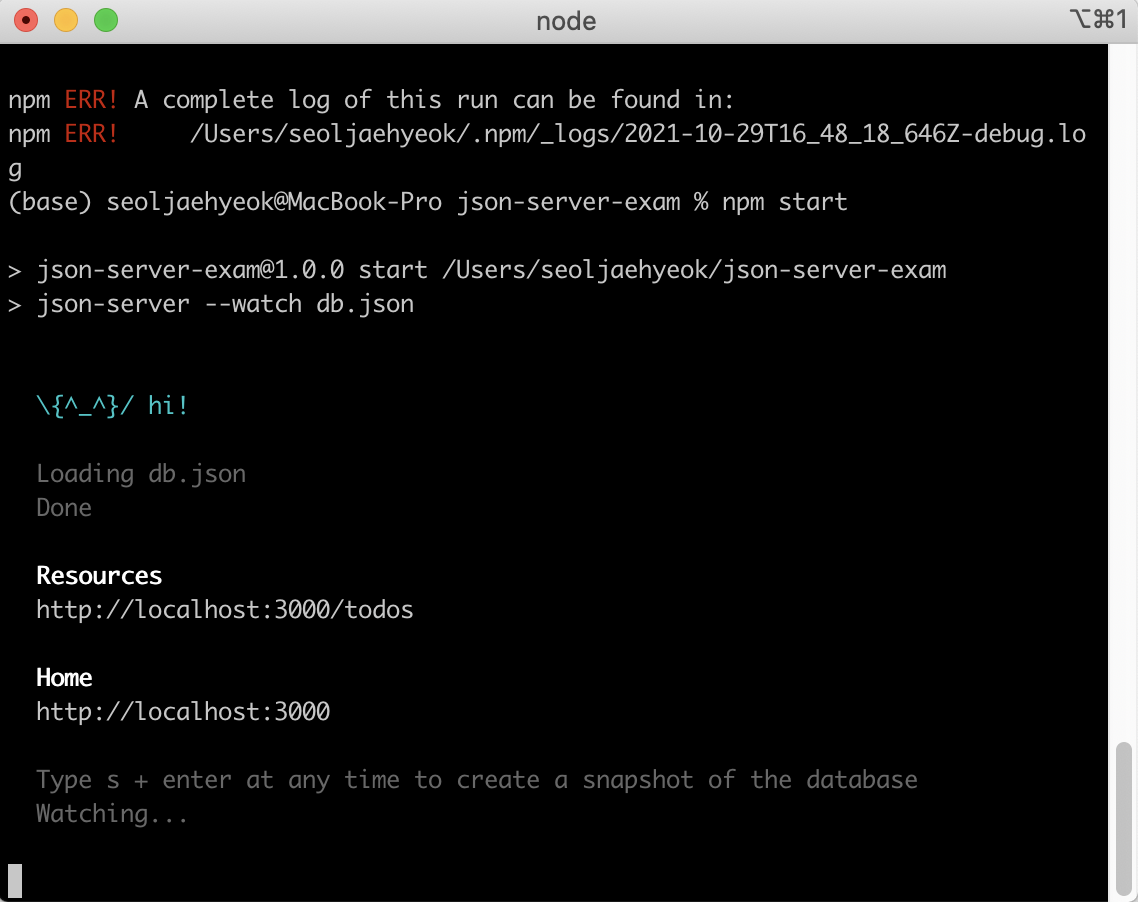 node
⌥⌘1
npm ERR! A complete log of this run can be found in:
npm ERR!     /Users/seoljaehyeok/.npm/_logs/2021-10-29T16_48_18_646Z-debug.lo
g
(base) seoljaehyeok@MacBook-Pro json-server-exam % npm start
> json-server-exam@1.0.0 start /Users/seoljaehyeok/json-server-exam
> json-server --watch db.json
\{^_^}/ hi!
Loading db.json
Done
Resources
http://localhost:3000/todos
Home
http://localhost:3000
Type s + enter at any time to create a snapshot of the database
Watching...